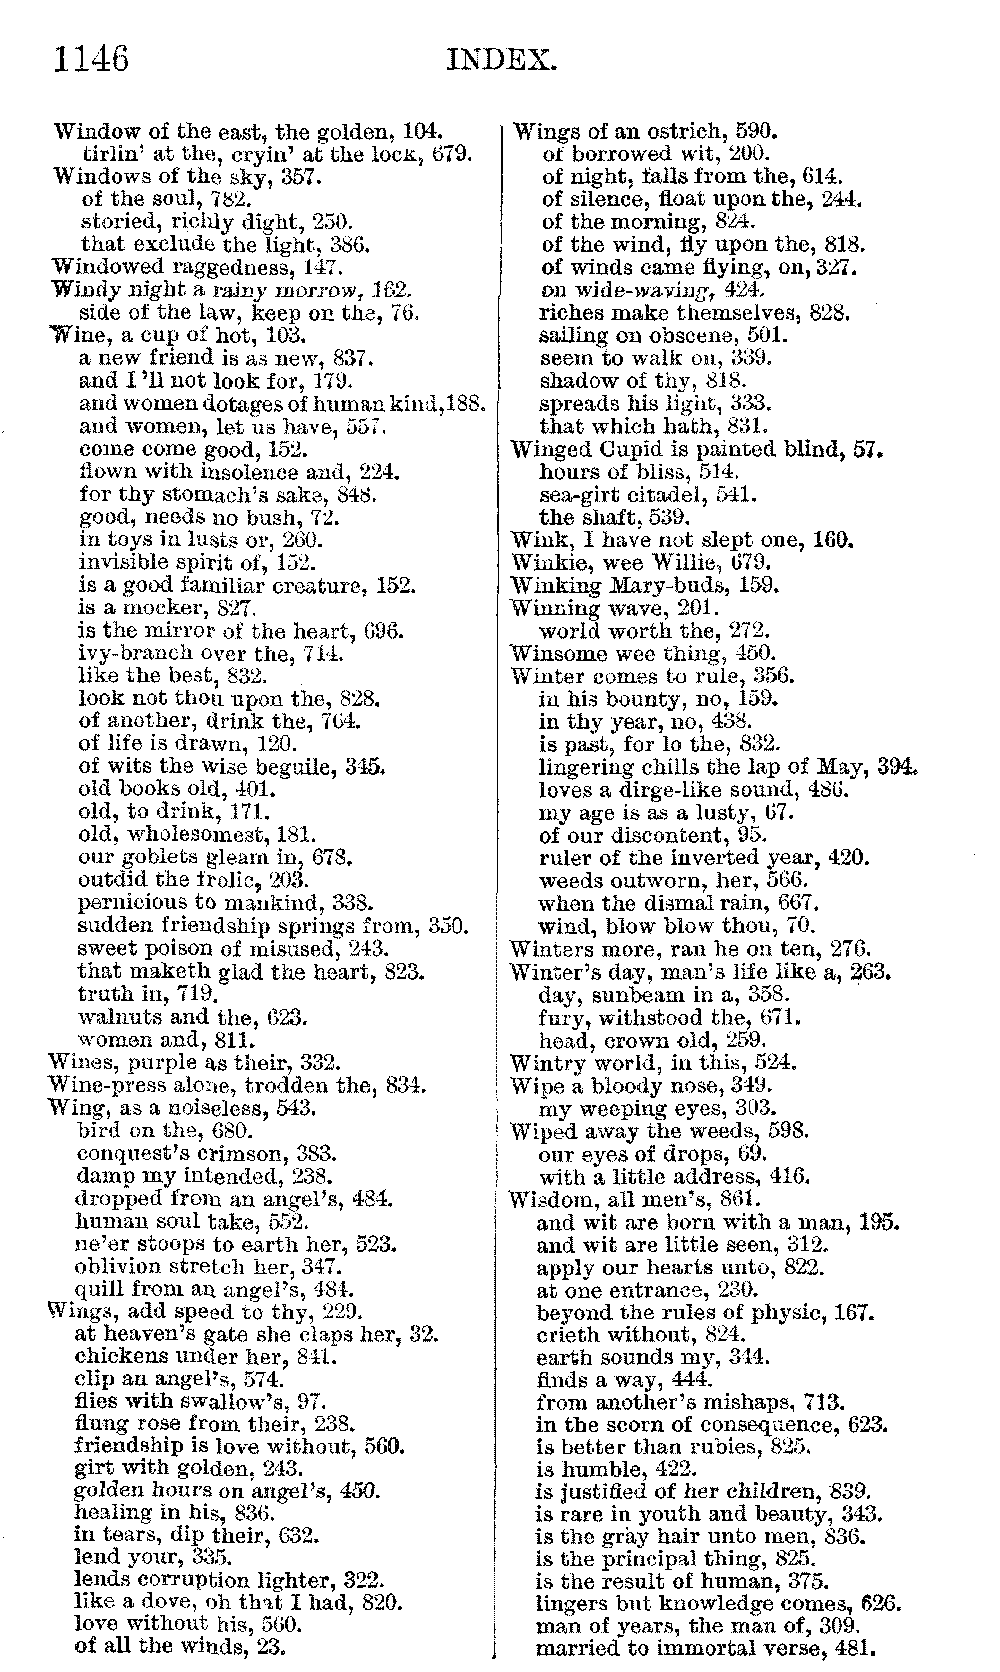 1146
INDEX.
Window of the east, the golden, 104.
tirlin' at the, cryin' at the lock, 679.
Windows of the sky, 357.
of the soul, 782.
storied, richly dight, 250.
that exclude the light, 386.
Windowed raggedness, 147.
Windy night a rainy morrow, 162.
side of the law, keep on the, 76.
Wine, a cup of hot, 103.
a new friend is as new, 837.
and I'll not look for, 179.
and women dotages of human kind, 188.
and women, let us have, 557.
come come good, 152.
flown with insolence and, 224.
for thy stomach's sake, 848.
good, needs no bush, 72.
in toys in lusts or, 260.
invisible spirit of, 152.
is a good familiar creature, 152.
is a mocker, 827.
is the mirror of the heart, 696.
ivy-branch over the, 714.
like the best, 832.
look not thou upon the, 828.
of another, drink the, 764.
of life is drawn, 120.
of wits the wise beguile, 345.
old books old, 401.
old, to drink, 171.
old, wholesomest, 181.
our goblets gleam in, 678.
outdid the frolic, 203.
pernicious to mankind, 338.
sudden friendship springs from, 350.
sweet poison of misused, 243.
that maketh glad the heart, 823.
truth in, 719.
walnuts and the, 623.
women and, 811.
Wines, purple as their, 332.
Wine-press alone, trodden the, 834.
Wing, as a noiseless, 543.
bird on the, 680.
conquest's crimson, 383.
damp my intended, 238.
dropped from an angel's, 484.
human soul take, 552.
ne'er stoops to earth her, 523.
oblivion stretch her, 347.
quill from an angel's, 484.
Wings, add speed to thy, 229.
at heaven's gate she claps her, 32.
chickens under her, 841.
clip an angel's, 574.
flies with swallow's, 97.
flung rose from their, 238.
friendship is love without, 560.
girt with golden, 243.
golden hours on angel's, 450.
healing in his, 836.
in tears, dip their, 632.
lend your, 335.
lends corruption lighter, 322.
like a dove, oh that I had, 820.
love without his, 560.
of all the winds, 23.
Wings of an ostrich, 590.
of borrowed wit, 200.
of night, falls from the, 614.
of silence, float upon the, 244.
of the morning, 824.
of the wind, fly upon the, 818.
of winds came flying, on, 327.
on wide-waving, 424.
riches make themselves, 828.
sailing on obscene, 501.
seem to walk on, 339.
shadow of thy, 818.
spreads his light, 333.
that which hath, 831.
Winged Cupid is painted blind, 57.
hours of bliss, 514.
sea-girt citadel, 541.
the shaft, 539.
Wink, I have not slept one, 160.
Winkie, wee Willie, 679.
Winking Mary-buds, 159.
Winning wave, 201.
world worth the, 272.
Winsome wee thing, 450.
Winter comes to rule, 356.
in his bounty, no, 159.
in thy year, no, 438.
is past, for lo the, 832.
lingering chills the lap of May, 394.
loves a dirge-like sound, 486.
my age is as a lusty, 67.
of our discontent, 95.
ruler of the inverted year, 420.
weeds outworn, her, 566.
when the dismal rain, 667.
wind, blow blow thou, 70.
Winters more, ran he on ten, 276.
Winter's day, man's life like a, 263.
day, sunbeam in a, 358.
fury, withstood the, 671.
head, crown old, 259.
Wintry world, in this, 524.
Wipe a bloody nose, 349.
my weeping eyes, 303.
Wiped away the weeds, 598.
our eyes of drops, 69.
with a little address, 416.
Wisdom, all men's, 861.
and wit are born with a man, 195.
and wit are little seen, 312.
apply our hearts unto, 822.
at one entrance, 230.
beyond the rules of physic, 167.
crieth without, 824.
earth sounds my, 344.
finds a way, 444.
from another's mishaps, 713.
in the scorn of consequence, 623.
is better than rubies, 825.
is humble, 422.
is justified of her children, 839.
is rare in youth and beauty, 343.
is the gray hair unto men, 836.
is the principal thing, 825.
is the result of human, 375.
lingers but knowledge comes, 626.
man of years, the man of, 309.
married to immortal verse, 481.